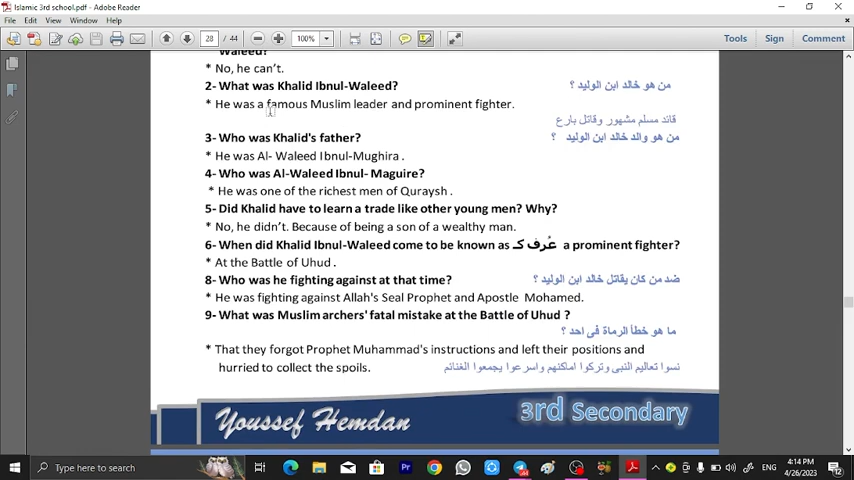 Islamic 3rd school.pdf - Adobe Reader
File Edit View Window Help
28 / 44 100% Tools Sign Comment
Waleed?
* No, he can't.
2- What was Khalid Ibnul-Waleed? من هو خالد ابن الوليد ؟
* He was a famous Muslim leader and prominent fighter.
قائد مسلم مشهور وقاتل بارع
3- Who was Khalid's father? من هو والد خالد ابن الوليد ؟
* He was Al- Waleed Ibnul-Mughira .
4- Who was Al-Waleed Ibnul- Maguire?
* He was one of the richest men of Quraysh .
5- Did Khalid have to learn a trade like other young men? Why?
* No, he didn't. Because of being a son of a wealthy man.
6- When did Khalid Ibnul-Waleed come to be known as عُرف كـ a prominent fighter?
* At the Battle of Uhud .
8- Who was he fighting against at that time? ضد من كان يقاتل خالد ابن الوليد ؟
* He was fighting against Allah's Seal Prophet and Apostle Mohamed.
9- What was Muslim archers' fatal mistake at the Battle of Uhud ?
ما هو خطأ الرماة فى احد ؟
* That they forgot Prophet Muhammad's instructions and left their positions and
hurried to collect the spoils. نسوا تعاليم النبى وتركوا اماكنهم واسرعوا يجمعوا الغنائم
Youssef Hemdan 3rd Secondary
Type here to search
ENG 4:14 PM
4/26/2023 12